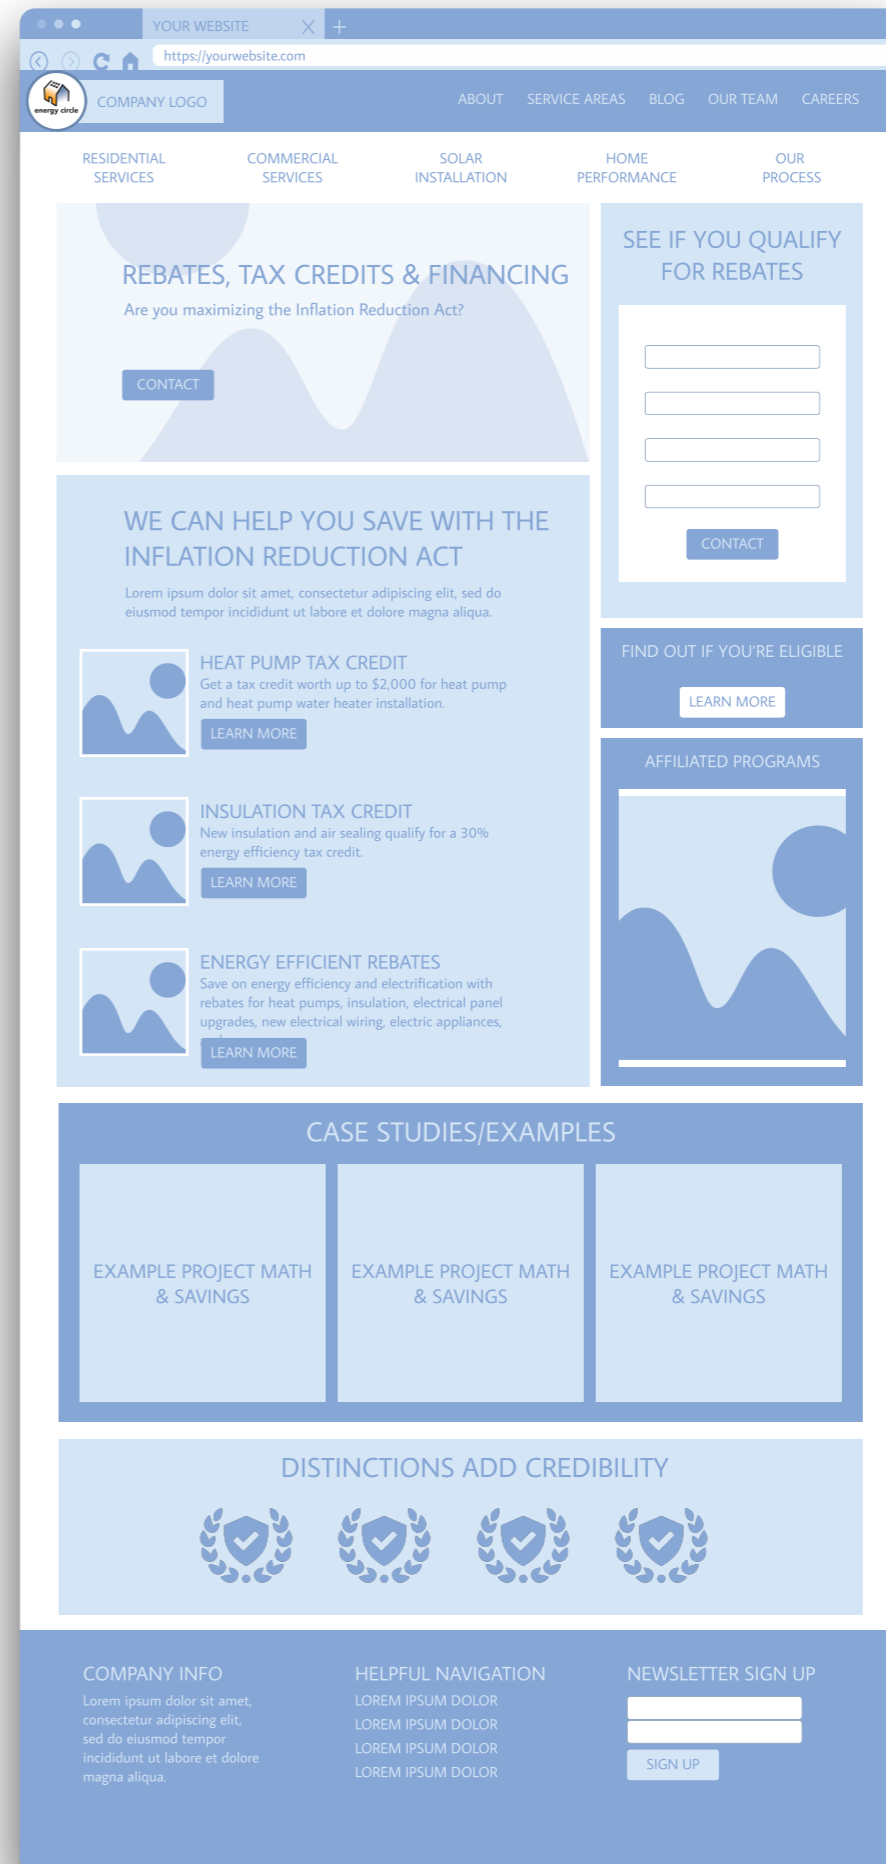 YOUR WEBSITE
https://yourwebsite.com
energy circle
COMPANY LOGO
ABOUT SERVICE AREAS BLOG OUR TEAM CAREERS
RESIDENTIAL
SERVICES
COMMERCIAL
SERVICES
SOLAR
INSTALLATION
HOME
PERFORMANCE
OUR
PROCESS
REBATES, TAX CREDITS & FINANCING
Are you maximizing the Inflation Reduction Act?
CONTACT
SEE IF YOU QUALIFY
FOR REBATES
CONTACT
WE CAN HELP YOU SAVE WITH THE
INFLATION REDUCTION ACT
Lorem ipsum dolor sit amet, consectetur adipiscing elit, sed do
eiusmod tempor incididunt ut labore et dolore magna aliqua.
HEAT PUMP TAX CREDIT
Get a tax credit worth up to $2,000 for heat pump
and heat pump water heater installation.
LEARN MORE
INSULATION TAX CREDIT
New insulation and air sealing qualify for a 30%
energy efficiency tax credit.
LEARN MORE
ENERGY EFFICIENT REBATES
Save on energy efficiency and electrification with
rebates for heat pumps, insulation, electrical panel
upgrades, new electrical wiring, electric appliances,
LEARN MORE
FIND OUT IF YOU'RE ELIGIBLE
LEARN MORE
AFFILIATED PROGRAMS
CASE STUDIES/EXAMPLES
EXAMPLE PROJECT MATH
& SAVINGS
EXAMPLE PROJECT MATH
& SAVINGS
EXAMPLE PROJECT MATH
& SAVINGS
DISTINCTIONS ADD CREDIBILITY
COMPANY INFO
Lorem ipsum dolor sit amet,
consectetur adipiscing elit,
sed do eiusmod tempor
incididunt ut labore et dolore
magna aliqua.
HELPFUL NAVIGATION
LOREM IPSUM DOLOR
LOREM IPSUM DOLOR
LOREM IPSUM DOLOR
LOREM IPSUM DOLOR
NEWSLETTER SIGN UP
SIGN UP